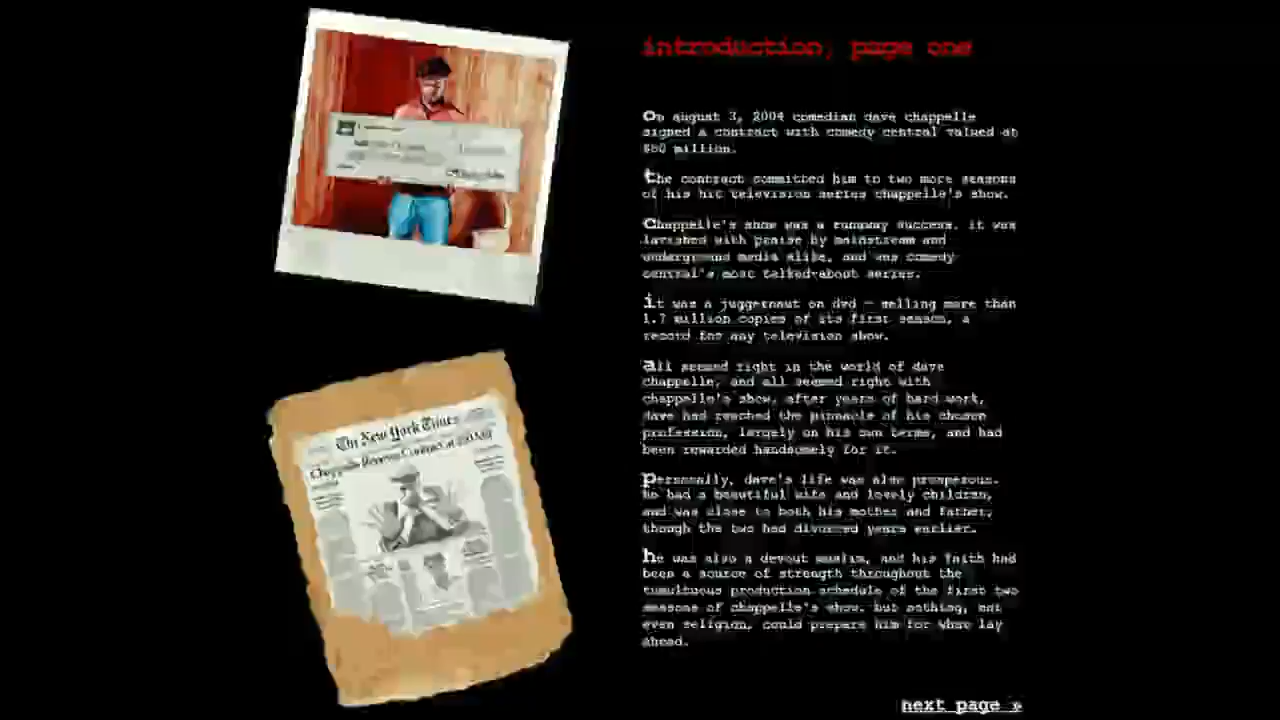 introduction, page one
On august 3, 2004 comedian dave chappelle
signed a contract with comedy central valued at
$50 million.
the contract committed him to two more seasons
of his hit television series chappelle's show.
Chappelle's show was a runaway success. it was
lavished with praise by mainstream and
underground media alike, and was comedy
central's most talked-about series.
it was a juggernaut on dvd - selling more than
1.7 million copies of its first season, a
record for any television show.
all seemed right in the world of dave
chappelle, and all seemed right with
chappelle's show. after years of hard work,
dave had reached the pinnacle of his chosen
profession, largely on his own terms, and had
been rewarded handsomely for it.
personally, dave's life was also prosperous.
he had a beautiful wife and lovely children,
and was close to both his mother and father,
though the two had divorced years earlier.
he was also a devout muslim, and his faith had
been a source of strength throughout the
tumultuous production schedule of the first two
seasons of chappelle's show. but nothing, not
even religion, could prepare him for what lay
ahead.
The New York Times
next page »